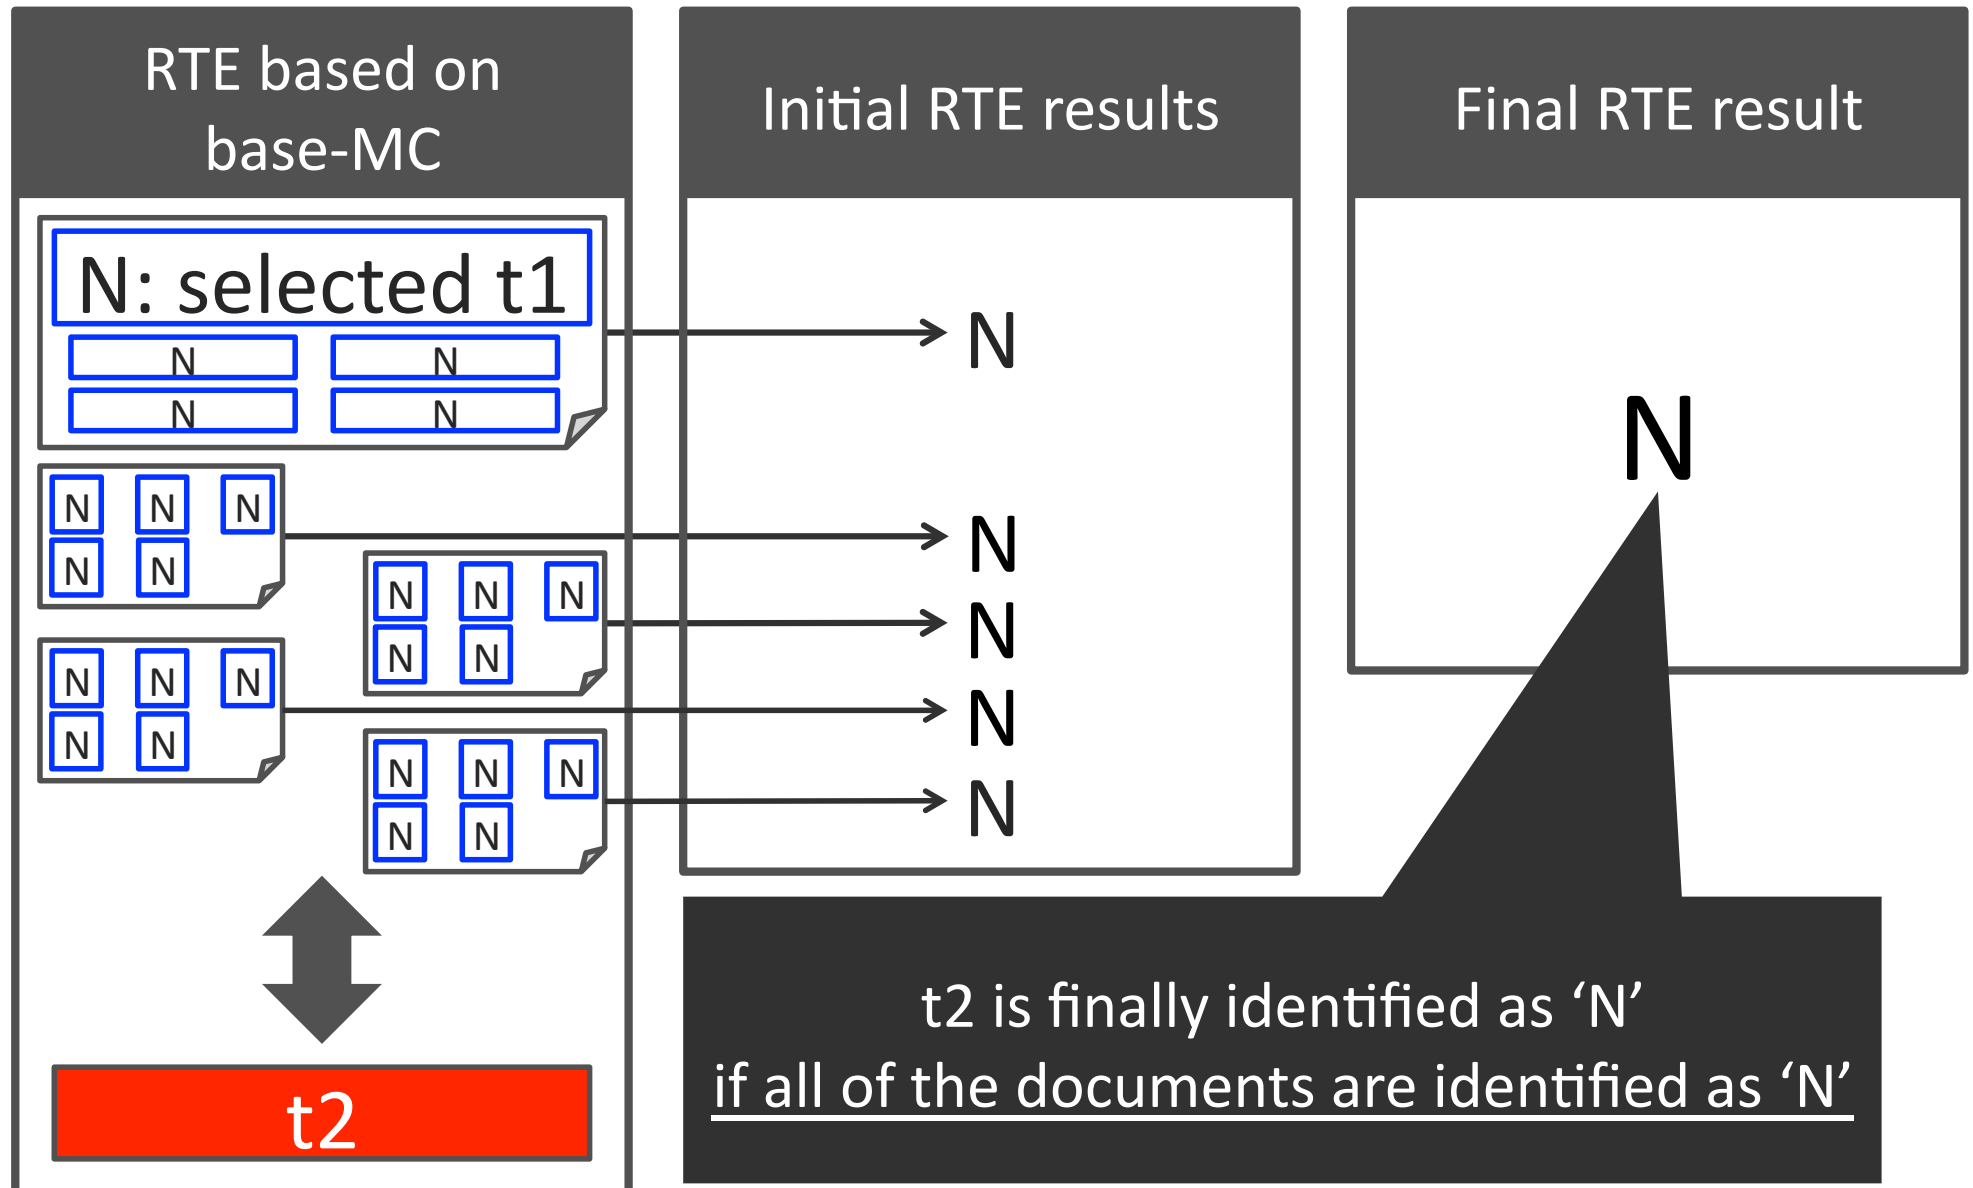 RTE based on
base-MC
N: selected t1
N N
N N
N N N
N N
N N N
N N
N N N
N N
N N N
N N
t2
Initial RTE results
N
N
N
N
N
Final RTE result
N
t2 is finally identified as ‘N’
if all of the documents are identified as ‘N’